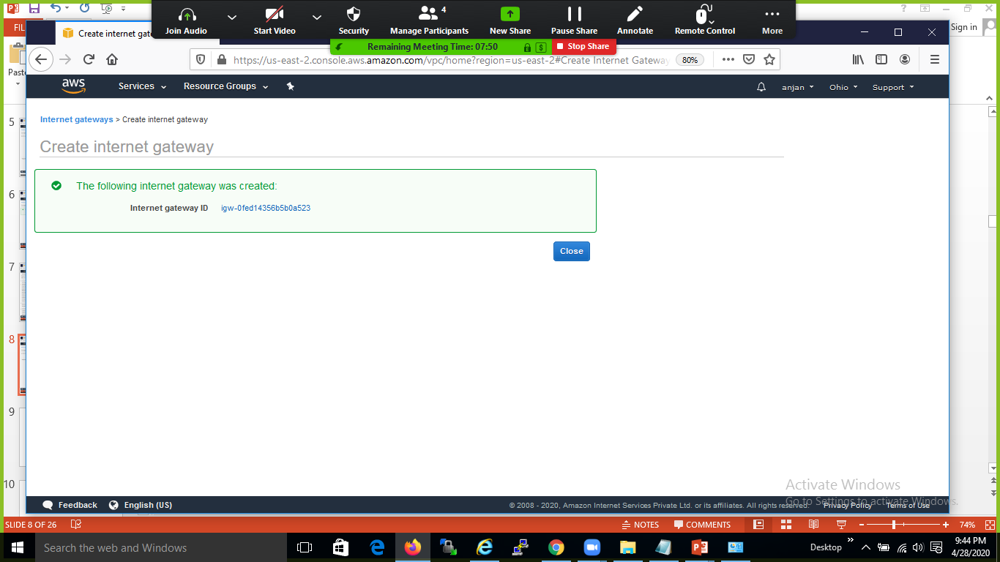 Join Audio
Start Video
Security
4
Manage Participants
New Share
Pause Share
Annotate
Remote Control
More
Remaining Meeting Time: 07:50
$
Stop Share
FIL
Create internet gat
Sign in
Paste
https://us-east-2.console.aws.amazon.com/vpc/home?region=us-east-2#Create Internet Gateway
80%
aws
Services
Resource Groups
anjan
Ohio
Support
Internet gateways > Create internet gateway
Create internet gateway
The following internet gateway was created:
Internet gateway ID igw-0fed14356b5b0a523
Close
5
6
7
8
9
10
Activate Windows
Go to Settings to activate Windows.
Feedback
English (US)
© 2008 - 2020, Amazon Internet Services Private Ltd. or its affiliates. All rights reserved.
Privacy Policy
Terms of Use
SLIDE 8 OF 26
NOTES
COMMENTS
74%
Search the web and Windows
Desktop
9:44 PM
4/28/2020